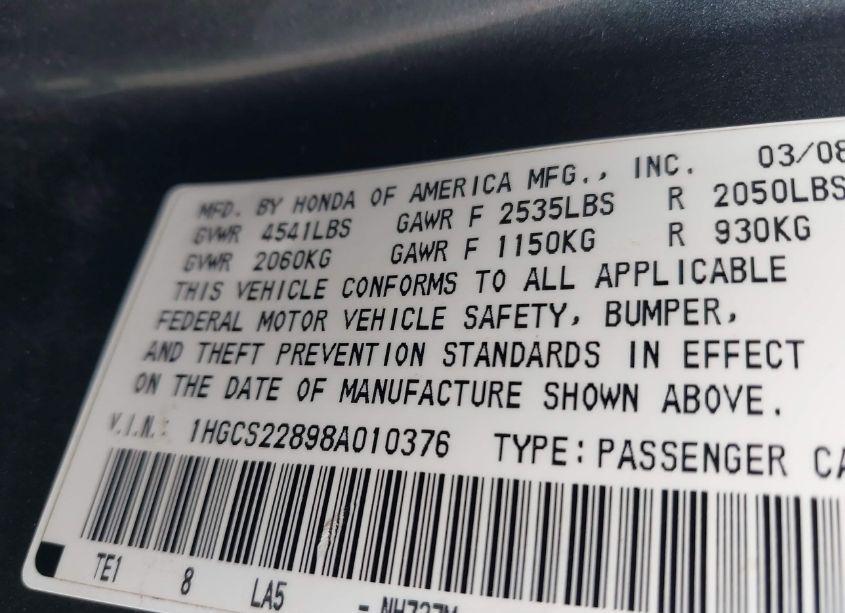 MFD. BY HONDA OF AMERICA MFG., INC. 03/08
GVWR 4541LBS GAWR F 2535LBS R 2050LBS
GVWR 2060KG GAWR F 1150KG R 930KG
THIS VEHICLE CONFORMS TO ALL APPLICABLE
FEDERAL MOTOR VEHICLE SAFETY, BUMPER,
AND THEFT PREVENTION STANDARDS IN EFFECT
ON THE DATE OF MANUFACTURE SHOWN ABOVE.
V.I.N.: 1HGCS22898A010376 TYPE: PASSENGER CA
TE1 8 LA5 - NH737M